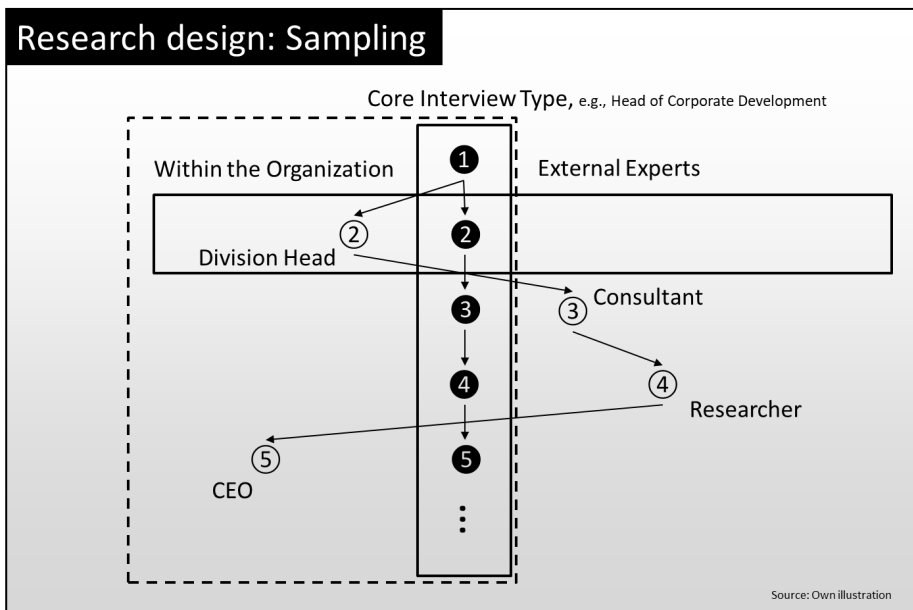 Research design: Sampling
Core Interview Type, e.g., Head of Corporate Development
1
Within the Organization
External Experts
2
2
Division Head
Consultant
3
3
4
4
Researcher
5
5
CEO
...
Source: Own illustration